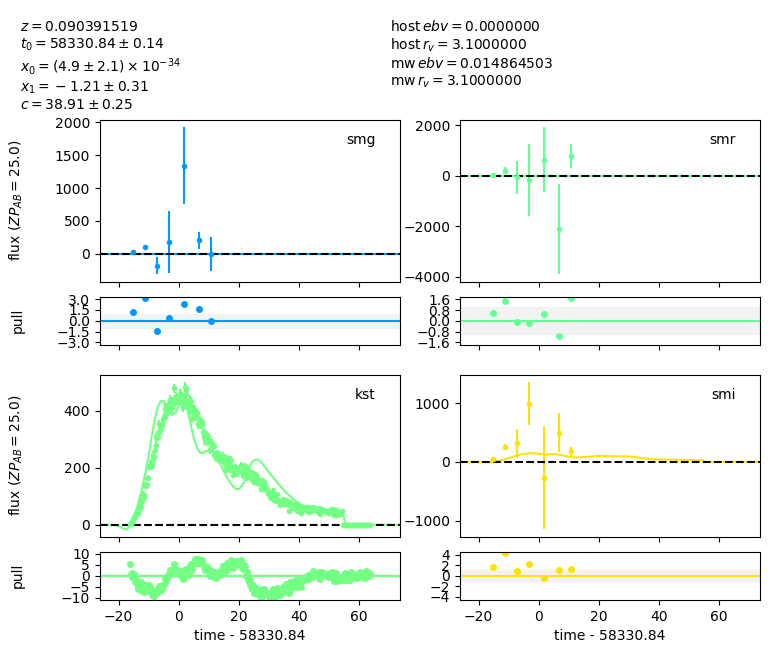 z = 0.090391519
t₀ = 58330.84 ± 0.14
x₀ = (4.9 ± 2.1) × 10⁻³⁴
x₁ = −1.21 ± 0.31
c = 38.91 ± 0.25
host ebv = 0.0000000
host r_v = 3.1000000
mw ebv = 0.014864503
mw r_v = 3.1000000
flux (ZP_AB = 25.0)
2000
1500
1000
500
0
smg
2000
0
−2000
−4000
smr
pull
3.0
1.5
0.0
−1.5
−3.0
1.6
0.8
0.0
−0.8
−1.6
flux (ZP_AB = 25.0)
400
200
0
kst
1000
0
−1000
smi
pull
10
5
0
−5
−10
4
2
0
−2
−4
−20 0 20 40 60
−20 0 20 40 60
time - 58330.84
time - 58330.84